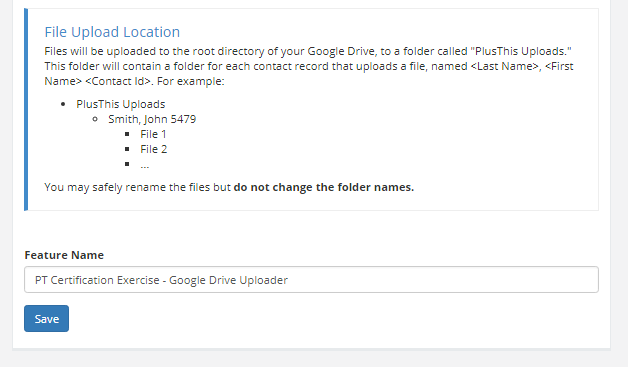 File Upload Location
Files will be uploaded to the root directory of your Google Drive, to a folder called "PlusThis Uploads."
This folder will contain a folder for each contact record that uploads a file, named <Last Name>, <First
Name> <Contact Id>. For example:
PlusThis Uploads
Smith, John 5479
File 1
File 2
...
You may safely rename the files but do not change the folder names.
Feature Name
PT Certification Exercise - Google Drive Uploader
Save